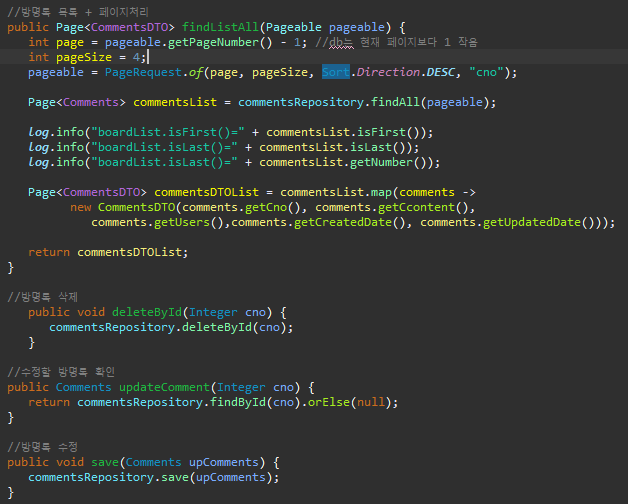 //방명록 목록 + 페이지처리
public Page<CommentsDTO> findListAll(Pageable pageable) {
int page = pageable.getPageNumber() - 1; //db는 현재 페이지보다 1 작음
int pageSize = 4;
pageable = PageRequest.of(page, pageSize, Sort.Direction.DESC, "cno");
Page<Comments> commentsList = commentsRepository.findAll(pageable);
log.info("boardList.isFirst()=" + commentsList.isFirst());
log.info("boardList.isLast()=" + commentsList.isLast());
log.info("boardList.isLast()=" + commentsList.getNumber());
Page<CommentsDTO> commentsDTOList = commentsList.map(comments ->
new CommentsDTO(comments.getCno(), comments.getCcontent(),
comments.getUsers(),comments.getCreatedDate(), comments.getUpdatedDate()));
return commentsDTOList;
}
//방명록 삭제
public void deleteById(Integer cno) {
commentsRepository.deleteById(cno);
}
//수정할 방명록 확인
public Comments updateComment(Integer cno) {
return commentsRepository.findById(cno).orElse(null);
}
//방명록 수정
public void save(Comments upComments) {
commentsRepository.save(upComments);
}